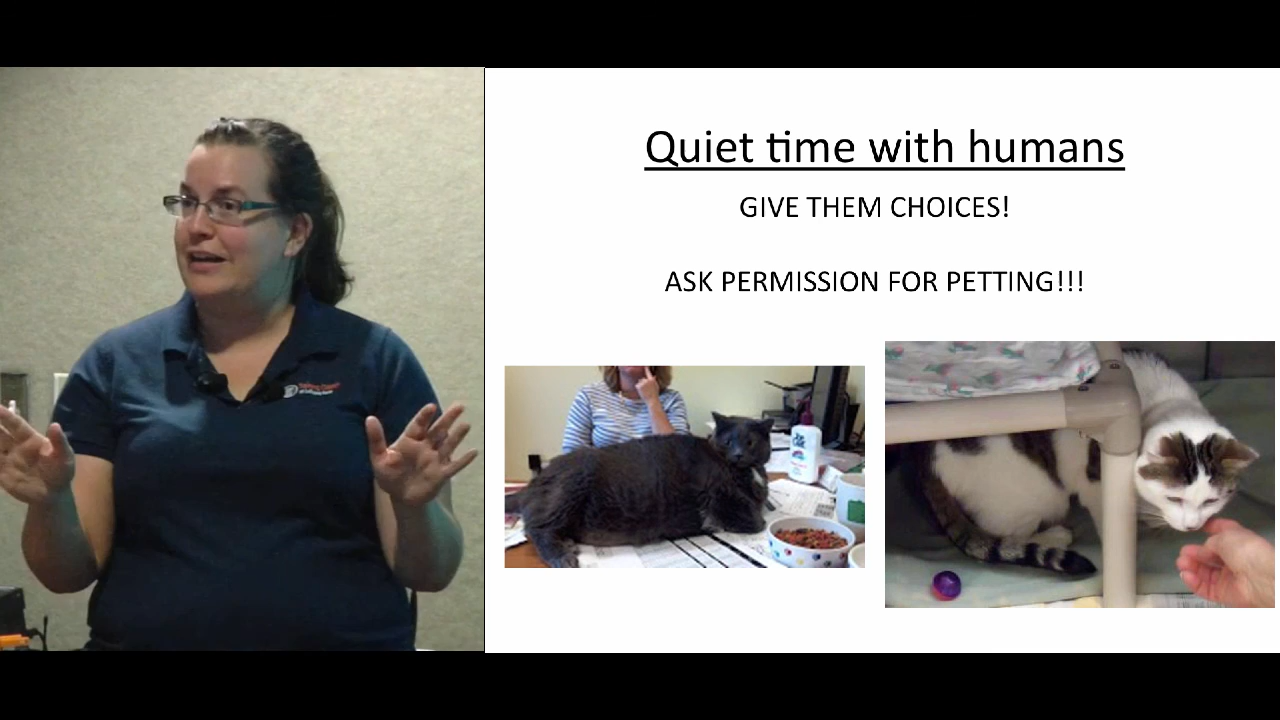 Quiet time with humans
GIVE THEM CHOICES!
ASK PERMISSION FOR PETTING!!!